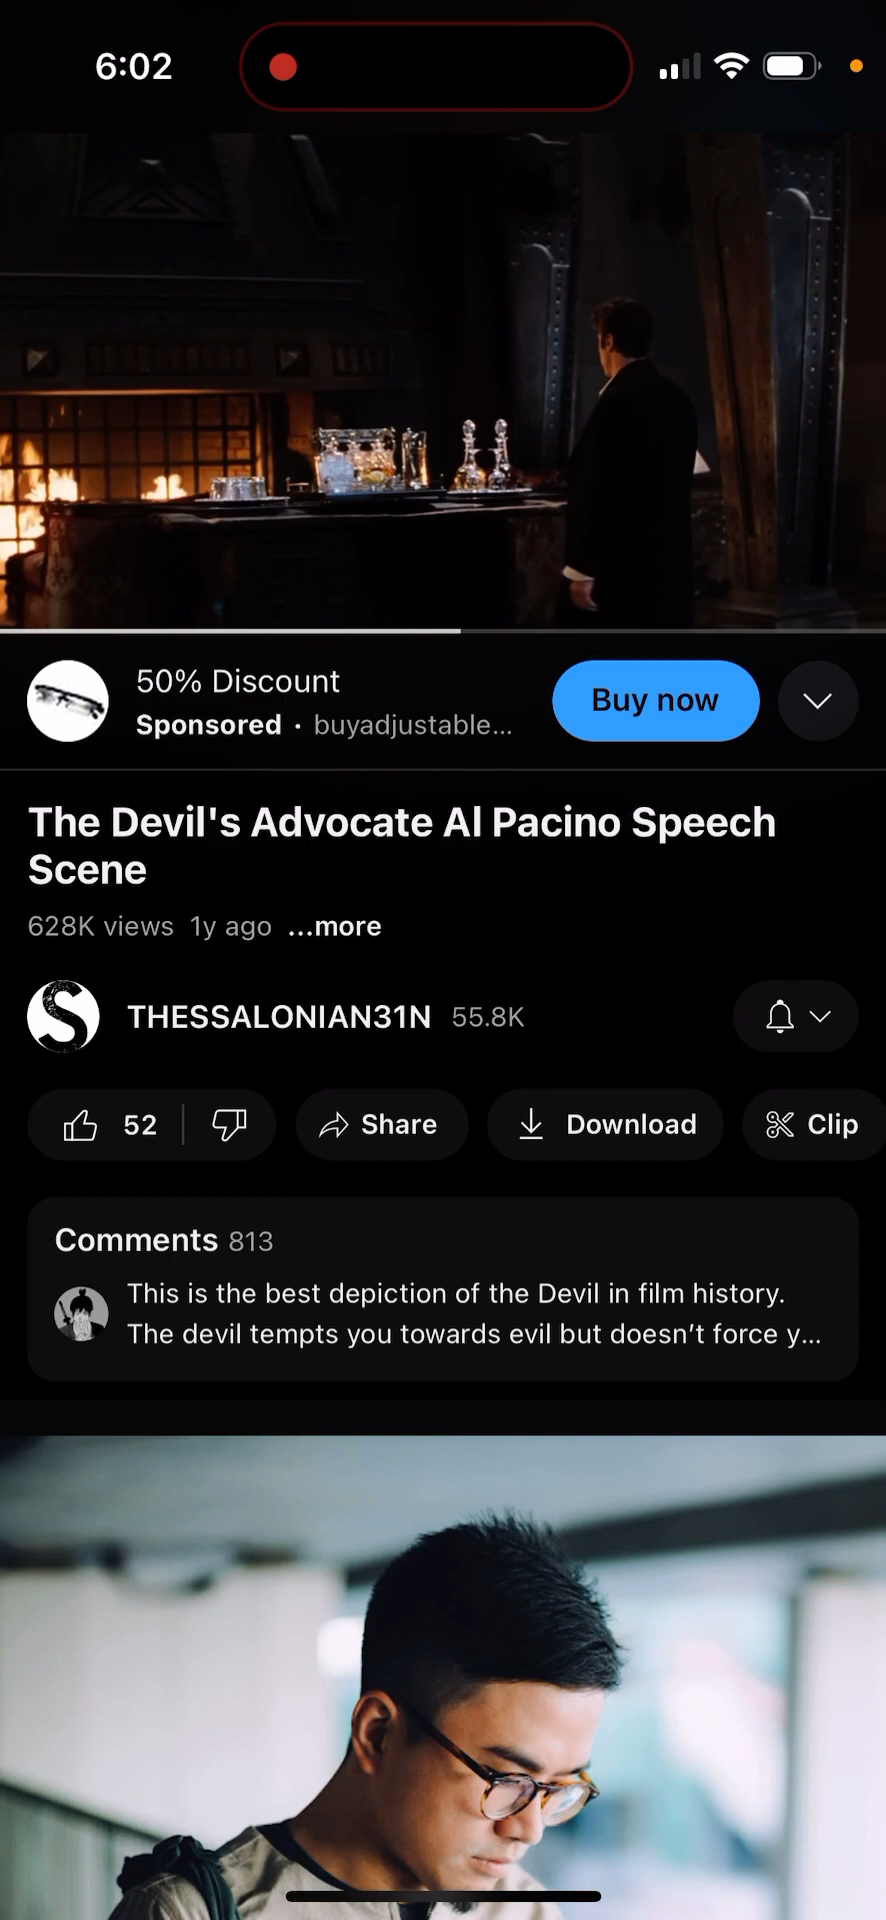 6:02
50% Discount
Buy now
Sponsored · buyadjustable...
The Devil's Advocate Al Pacino Speech
Scene
628K views 1y ago ...more
THESSALONIAN31N 55.8K
52
Share
Download
Clip
Comments 813
This is the best depiction of the Devil in film history.
The devil tempts you towards evil but doesn’t force y...